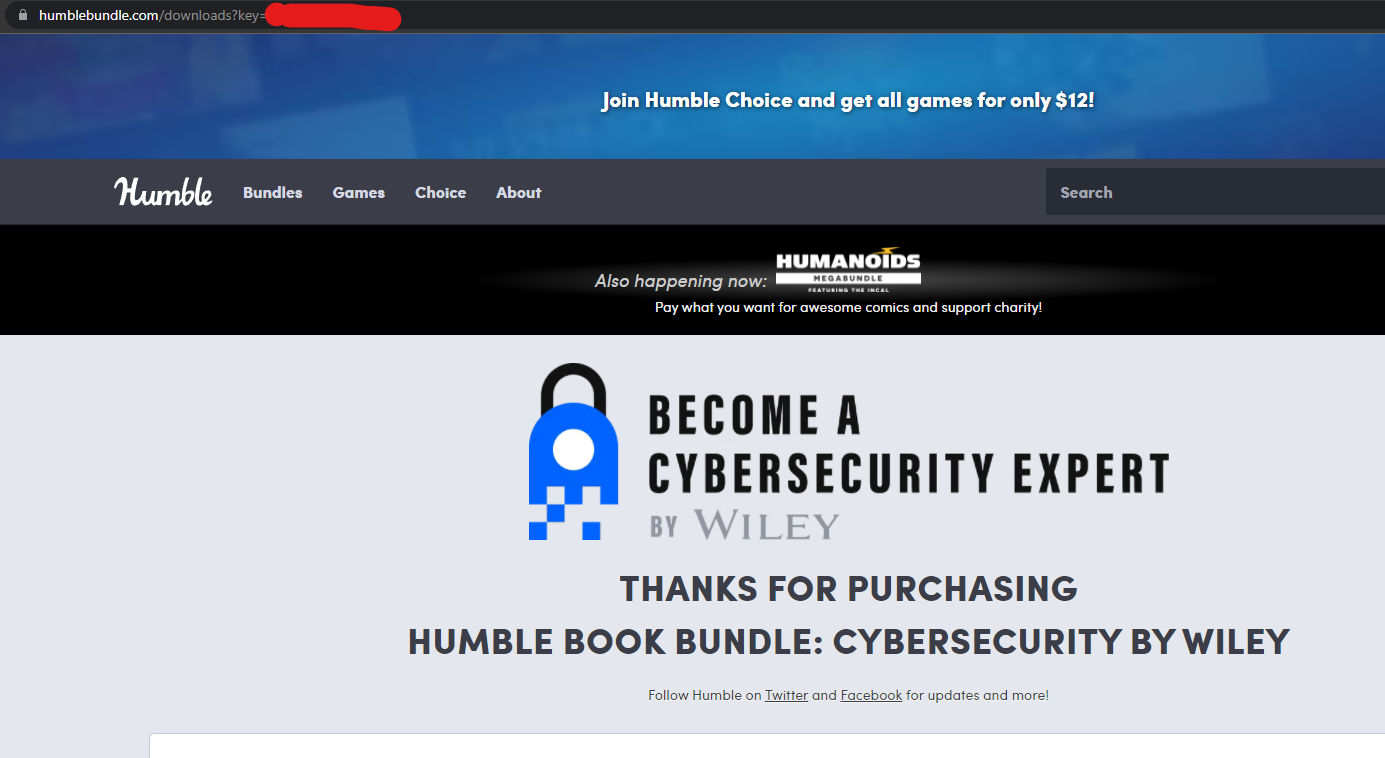 humblebundle.com/downloads?key=
Join Humble Choice and get all games for only $12!
Humble Bundles Games Choice About Search
Also happening now: HUMANOIDS
MEGABUNDLE
FEATURING THE INCAL
Pay what you want for awesome comics and support charity!
BECOME A
CYBERSECURITY EXPERT
BY WILEY
THANKS FOR PURCHASING
HUMBLE BOOK BUNDLE: CYBERSECURITY BY WILEY
Follow Humble on Twitter and Facebook for updates and more!